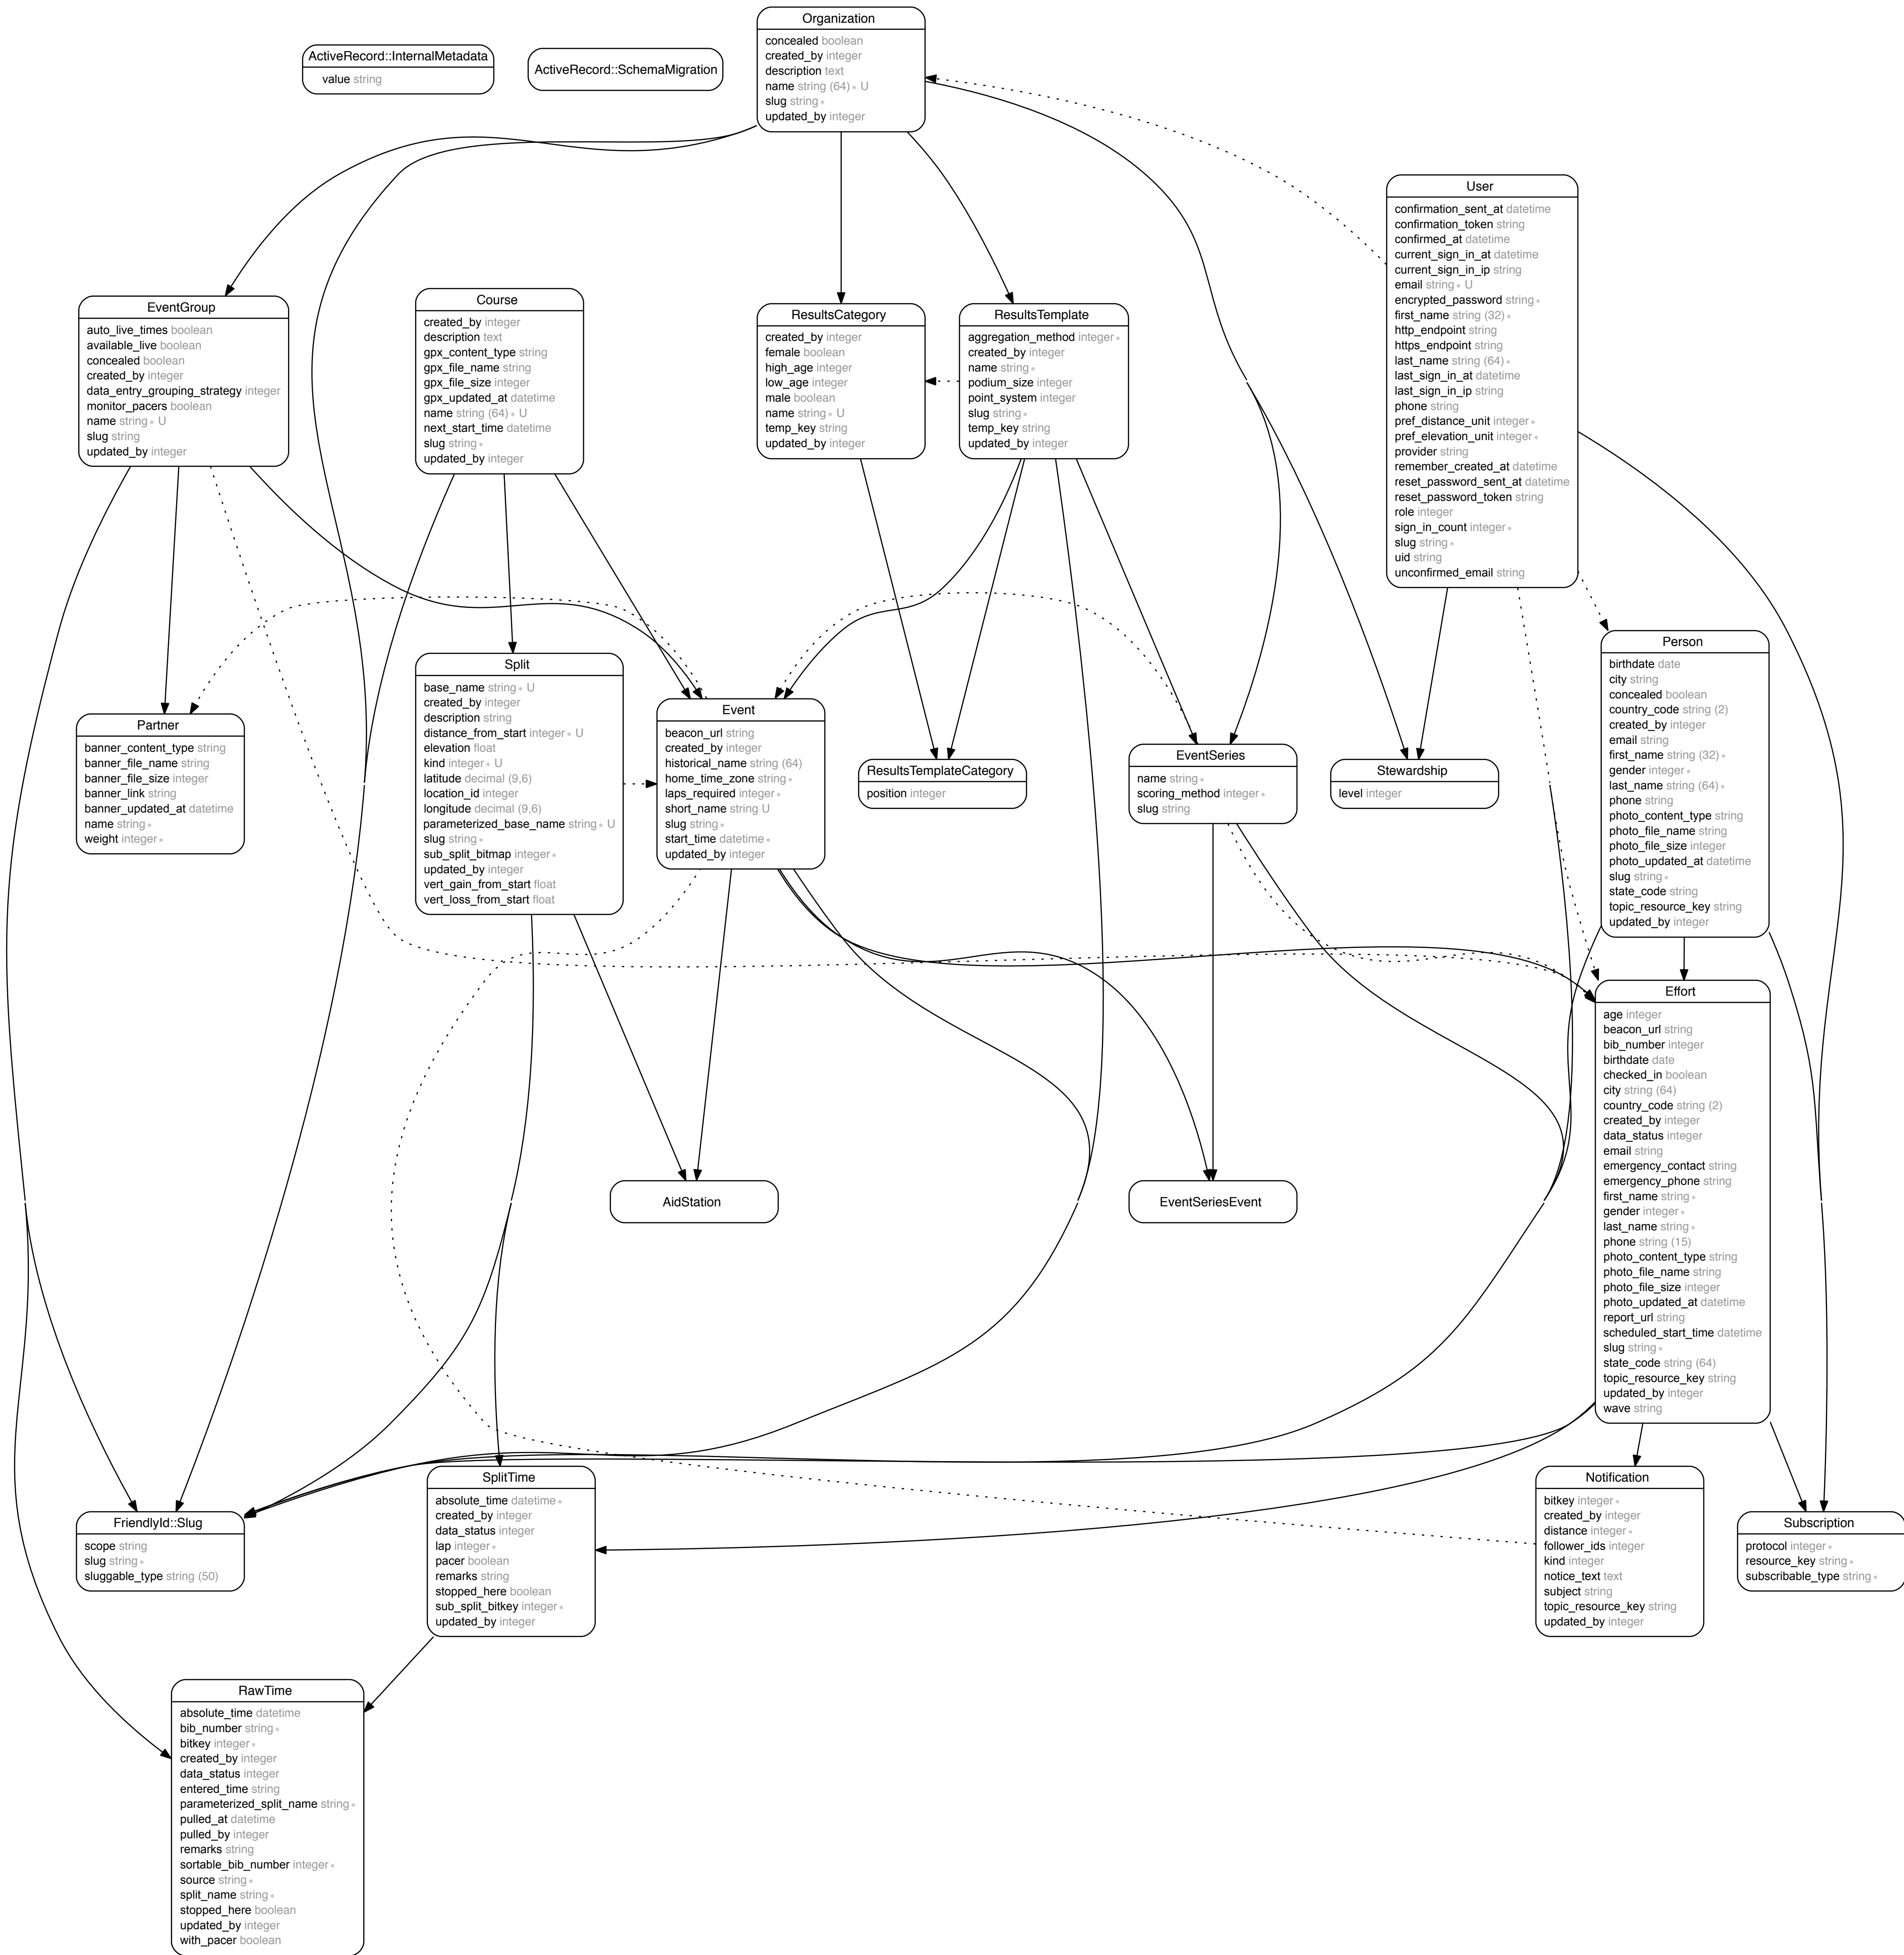 Organization
concealed boolean
created_by integer
description text
name string (64) ∗ U
slug string ∗
updated_by integer
ActiveRecord::InternalMetadata
value string
ActiveRecord::SchemaMigration
User
confirmation_sent_at datetime
confirmation_token string
confirmed_at datetime
current_sign_in_at datetime
current_sign_in_ip string
email string ∗ U
encrypted_password string ∗
first_name string (32) ∗
http_endpoint string
https_endpoint string
last_name string (64) ∗
last_sign_in_at datetime
last_sign_in_ip string
phone string
pref_distance_unit integer ∗
pref_elevation_unit integer ∗
provider string
remember_created_at datetime
reset_password_sent_at datetime
reset_password_token string
role integer
sign_in_count integer ∗
slug string ∗
uid string
unconfirmed_email string
EventGroup
auto_live_times boolean
available_live boolean
concealed boolean
created_by integer
data_entry_grouping_strategy integer
monitor_pacers boolean
name string ∗ U
slug string
updated_by integer
Course
created_by integer
description text
gpx_content_type string
gpx_file_name string
gpx_file_size integer
gpx_updated_at datetime
name string (64) ∗ U
next_start_time datetime
slug string ∗
updated_by integer
ResultsCategory
created_by integer
female boolean
high_age integer
low_age integer
male boolean
name string ∗ U
temp_key string
updated_by integer
ResultsTemplate
aggregation_method integer ∗
created_by integer
name string ∗
podium_size integer
point_system integer
slug string ∗
temp_key string
updated_by integer
Person
birthdate date
city string
concealed boolean
country_code string (2)
created_by integer
email string
first_name string (32) ∗
gender integer ∗
last_name string (64) ∗
phone string
photo_content_type string
photo_file_name string
photo_file_size integer
photo_updated_at datetime
slug string ∗
state_code string
topic_resource_key string
updated_by integer
Split
base_name string ∗ U
created_by integer
description string
distance_from_start integer ∗ U
elevation float
kind integer ∗ U
latitude decimal (9,6)
location_id integer
longitude decimal (9,6)
parameterized_base_name string ∗ U
slug string ∗
sub_split_bitmap integer ∗
updated_by integer
vert_gain_from_start float
vert_loss_from_start float
Partner
banner_content_type string
banner_file_name string
banner_file_size integer
banner_link string
banner_updated_at datetime
name string ∗
weight integer ∗
Event
beacon_url string
created_by integer
historical_name string (64)
home_time_zone string ∗
laps_required integer ∗
short_name string U
slug string ∗
start_time datetime ∗
updated_by integer
ResultsTemplateCategory
position integer
EventSeries
name string ∗
scoring_method integer ∗
slug string
Stewardship
level integer
Effort
age integer
beacon_url string
bib_number integer
birthdate date
checked_in boolean
city string (64)
country_code string (2)
created_by integer
data_status integer
email string
emergency_contact string
emergency_phone string
first_name string ∗
gender integer ∗
last_name string ∗
phone string (15)
photo_content_type string
photo_file_name string
photo_file_size integer
photo_updated_at datetime
report_url string
scheduled_start_time datetime
slug string ∗
state_code string (64)
topic_resource_key string
updated_by integer
wave string
AidStation
EventSeriesEvent
FriendlyId::Slug
scope string
slug string ∗
sluggable_type string (50)
SplitTime
absolute_time datetime ∗
created_by integer
data_status integer
lap integer ∗
pacer boolean
remarks string
stopped_here boolean
sub_split_bitkey integer ∗
updated_by integer
Notification
bitkey integer ∗
created_by integer
distance integer ∗
follower_ids integer
kind integer
notice_text text
subject string
topic_resource_key string
updated_by integer
Subscription
protocol integer ∗
resource_key string ∗
subscribable_type string ∗
RawTime
absolute_time datetime
bib_number string ∗
bitkey integer ∗
created_by integer
data_status integer
entered_time string
parameterized_split_name string ∗
pulled_at datetime
pulled_by integer
remarks string
sortable_bib_number integer ∗
source string ∗
split_name string ∗
stopped_here boolean
updated_by integer
with_pacer boolean